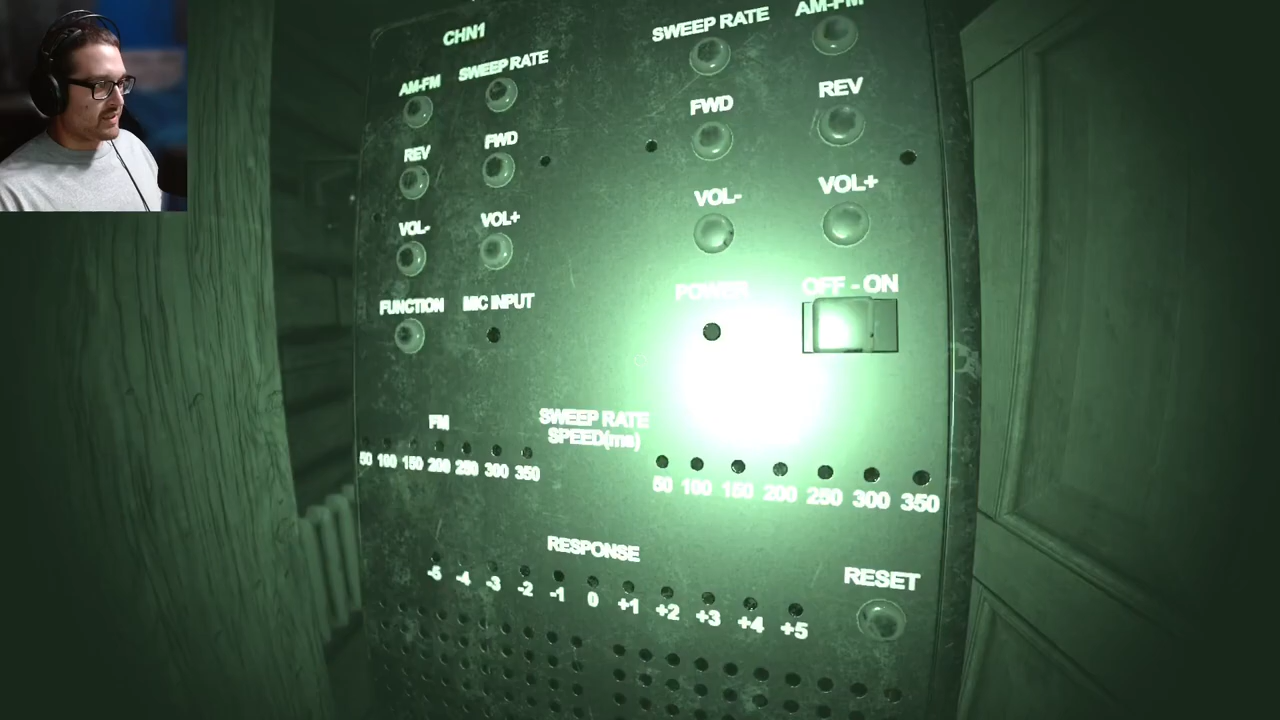 CHN1
AM-FM SWEEP RATE
REV FWD
VOL- VOL+
FUNCTION MIC INPUT
SWEEP RATE AM-FM
FWD REV
VOL- VOL+
POWER OFF - ON
FM
50 100 150 200 250 300 350
SWEEP RATE
SPEED(ms)
50 100 150 200 250 300 350
RESPONSE
-5 -4 -3 -2 -1 0 +1 +2 +3 +4 +5
RESET